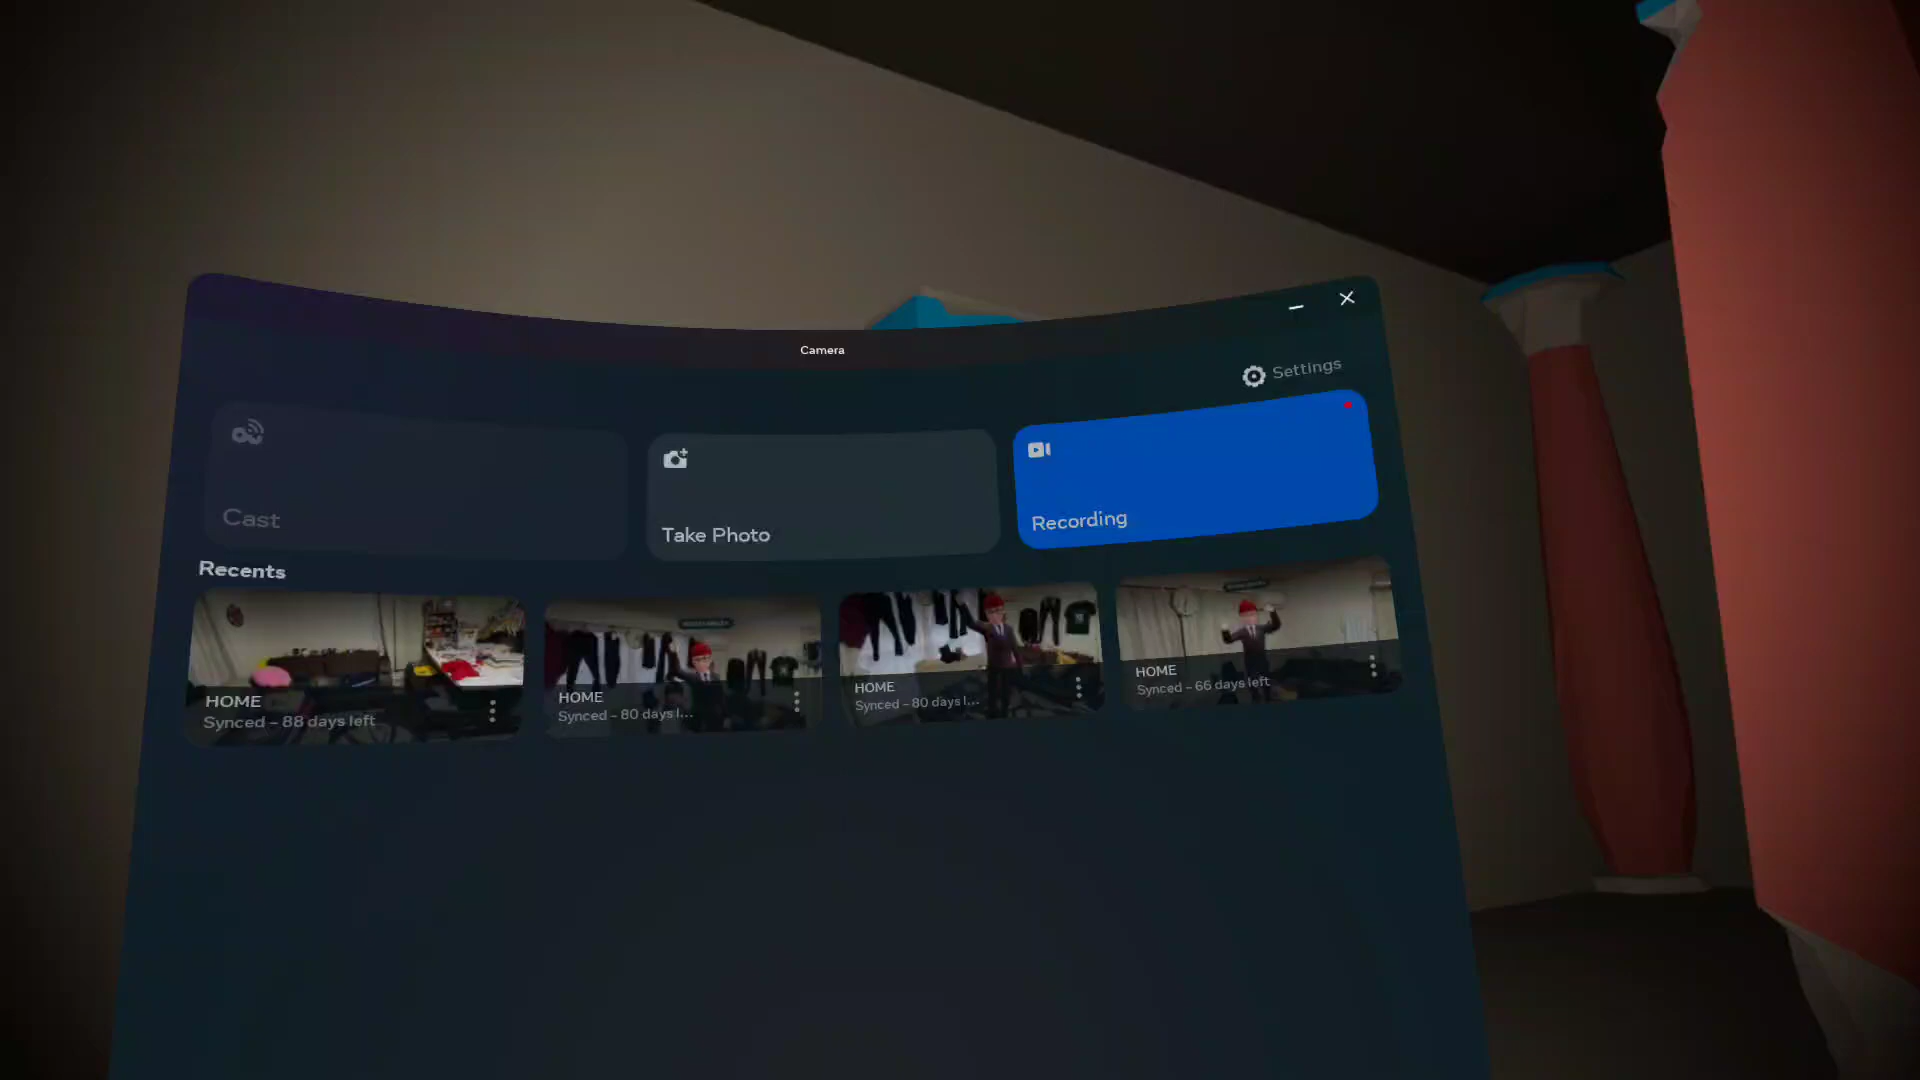 Camera
Settings
Cast
Take Photo
Recording
Recents
HOME
Synced – 88 days left
HOME
Synced – 80 days l...
HOME
Synced – 80 days l...
HOME
Synced – 66 days left